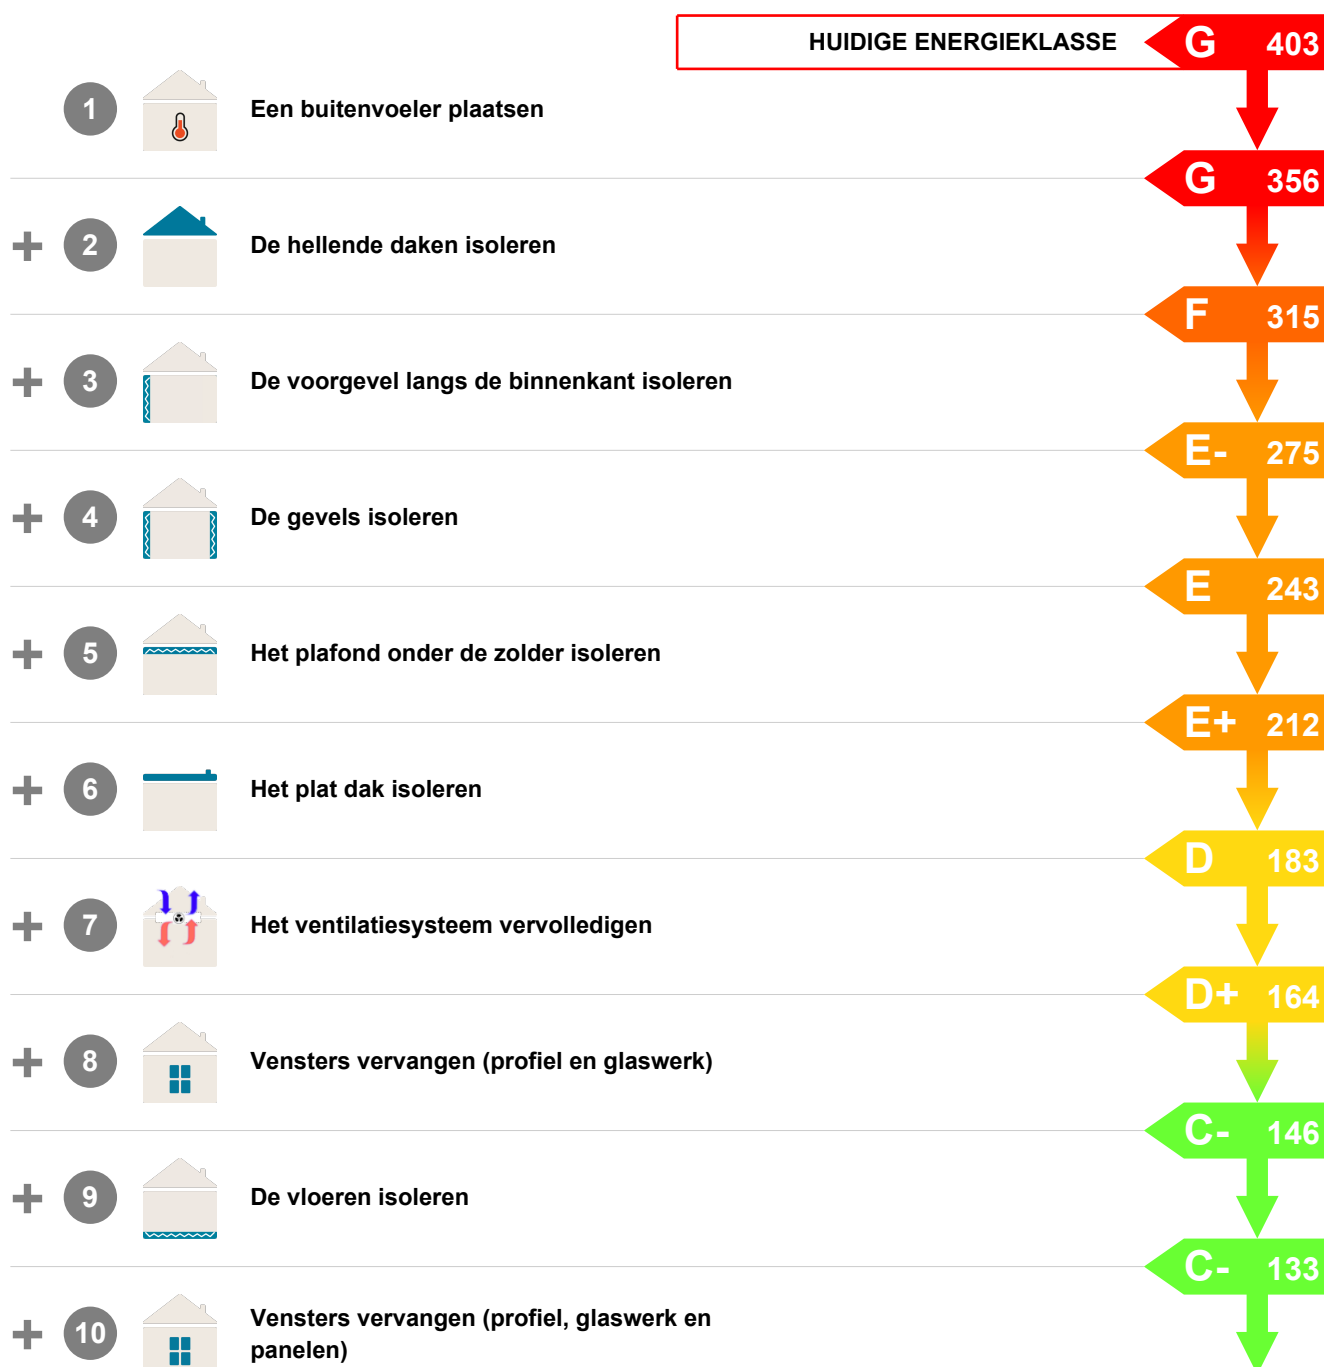 HUIDIGE ENERGIEKLASSE G 403
1 Een buitenvoeler plaatsen
G 356
+ 2 De hellende daken isoleren
F 315
+ 3 De voorgevel langs de binnenkant isoleren
E- 275
+ 4 De gevels isoleren
E 243
+ 5 Het plafond onder de zolder isoleren
E+ 212
+ 6 Het plat dak isoleren
D 183
+ 7 Het ventilatiesysteem vervolledigen
D+ 164
+ 8 Vensters vervangen (profiel en glaswerk)
C- 146
+ 9 De vloeren isoleren
C- 133
+ 10 Vensters vervangen (profiel, glaswerk en
panelen)